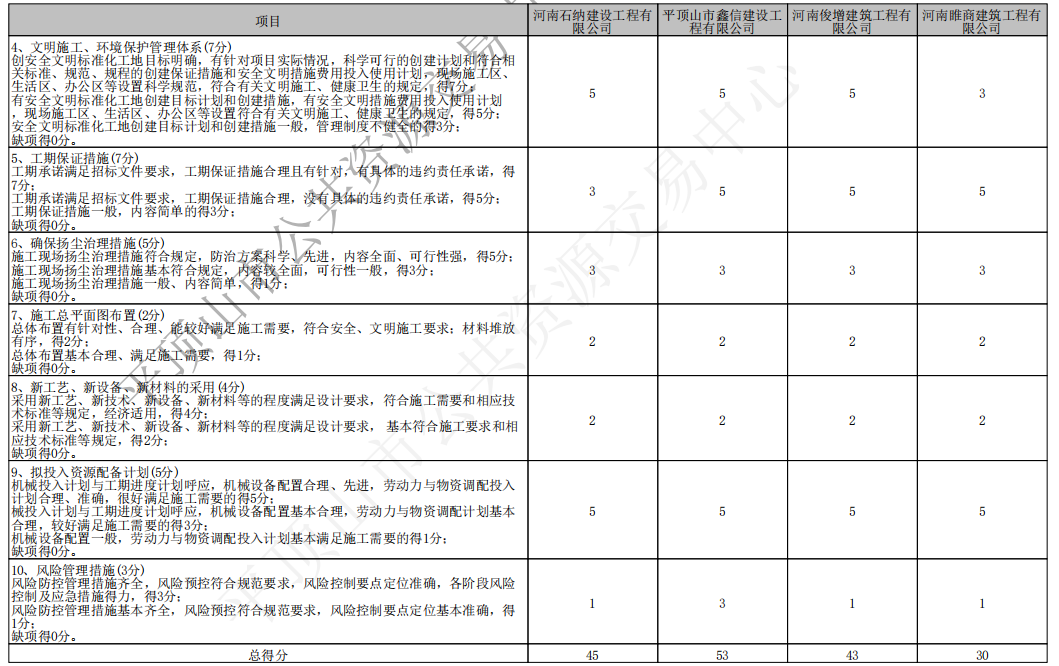 项目
河南石纳建设工程有
限公司
平顶山市鑫信建设工
程有限公司
河南俊增建筑工程有
限公司
河南睢商建筑工程有
限公司
4、文明施工、环境保护管理体系(7分)
创安全文明标准化工地目标明确，有针对项目实际情况，科学可行的创建计划和符合相
关标准、规范、规程的创建保证措施和安全文明措施费用投入使用计划，现场施工区、
生活区、办公区等设置科学规范，符合有关文明施工、健康卫生的规定，得7分；
有安全文明标准化工地创建目标计划和创建措施，有安全文明措施费用投入使用计划
，现场施工区、生活区、办公区等设置符合有关文明施工、健康卫生的规定，得5分；
安全文明标准化工地创建目标计划和创建措施一般，管理制度不健全的得3分；
缺项得0分。
5
5
5
3
5、工期保证措施(7分)
工期承诺满足招标文件要求，工期保证措施合理且有针对，有具体的违约责任承诺，得
7分；
工期承诺满足招标文件要求，工期保证措施合理，没有具体的违约责任承诺，得5分；
工期保证措施一般，内容简单的得3分；
缺项得0分。
3
5
5
5
6、确保扬尘治理措施(5分)
施工现场扬尘治理措施符合规定，防治方案科学、先进，内容全面、可行性强，得5分；
施工现场扬尘治理措施基本符合规定，内容较全面，可行性一般，得3分；
施工现场扬尘治理措施一般、内容简单，得1分；
缺项得0分。
3
3
3
3
7、施工总平面图布置(2分)
总体布置有针对性、合理、能较好满足施工需要，符合安全、文明施工要求；材料堆放
有序，得2分；
总体布置基本合理、满足施工需要，得1分；
缺项得0分。
2
2
2
2
8、新工艺、新设备、新材料的采用(4分)
采用新工艺、新技术、新设备、新材料等的程度满足设计要求，符合施工需要和相应技
术标准等规定，经济适用，得4分；
采用新工艺、新技术、新设备、新材料等的程度满足设计要求， 基本符合施工要求和相
应技术标准等规定，得2分；
缺项得0分。
2
2
2
2
9、拟投入资源配备计划(5分)
机械投入计划与工期进度计划呼应，机械设备配置合理、先进，劳动力与物资调配投入
计划合理、准确，很好满足施工需要的得5分；
械投入计划与工期进度计划呼应，机械设备配置基本合理，劳动力与物资调配计划基本
合理，较好满足施工需要的得3分；
机械设备配置一般，劳动力与物资调配投入计划基本满足施工需要的得1分；
缺项得0分。
5
5
5
5
10、风险管理措施(3分)
风险防控管理措施齐全，风险预控符合规范要求，风险控制要点定位准确，各阶段风险
控制及应急措施得力，得3分；
风险防控管理措施基本齐全，风险预控符合规范要求，风险控制要点定位基本准确，得
1分；
缺项得0分。
1
3
1
1
总得分
45
53
43
30
平顶山市公共资源交易
平顶山市公共资源交易中心